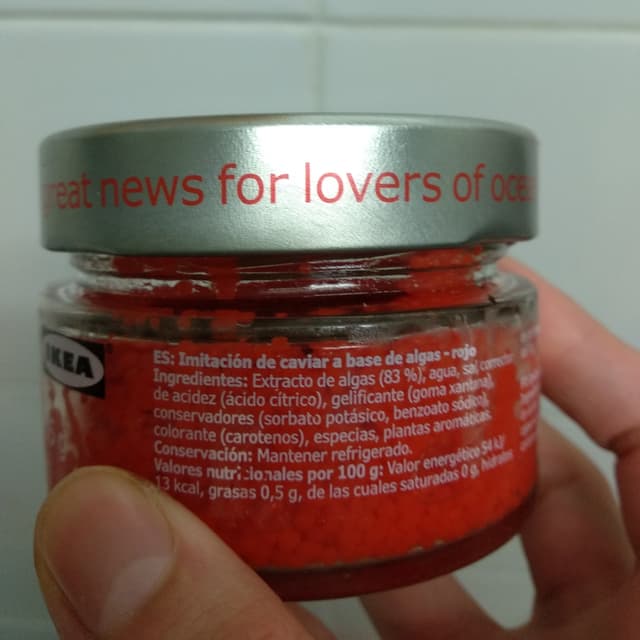 great news for lovers of oce
IKEA
ES: Imitación de caviar a base de algas - rojo
Ingredientes: Extracto de algas (83 %), agua, sal, corrector
de acidez (ácido cítrico), gelificante (goma xantana),
conservadores (sorbato potásico, benzoato sódico),
colorante (carotenos), especias, plantas aromáticas.
Conservación: Mantener refrigerado.
Valores nutricionales por 100 g: Valor energético 54 kJ/
13 kcal, grasas 0,5 g, de las cuales saturadas 0 g, hidratos